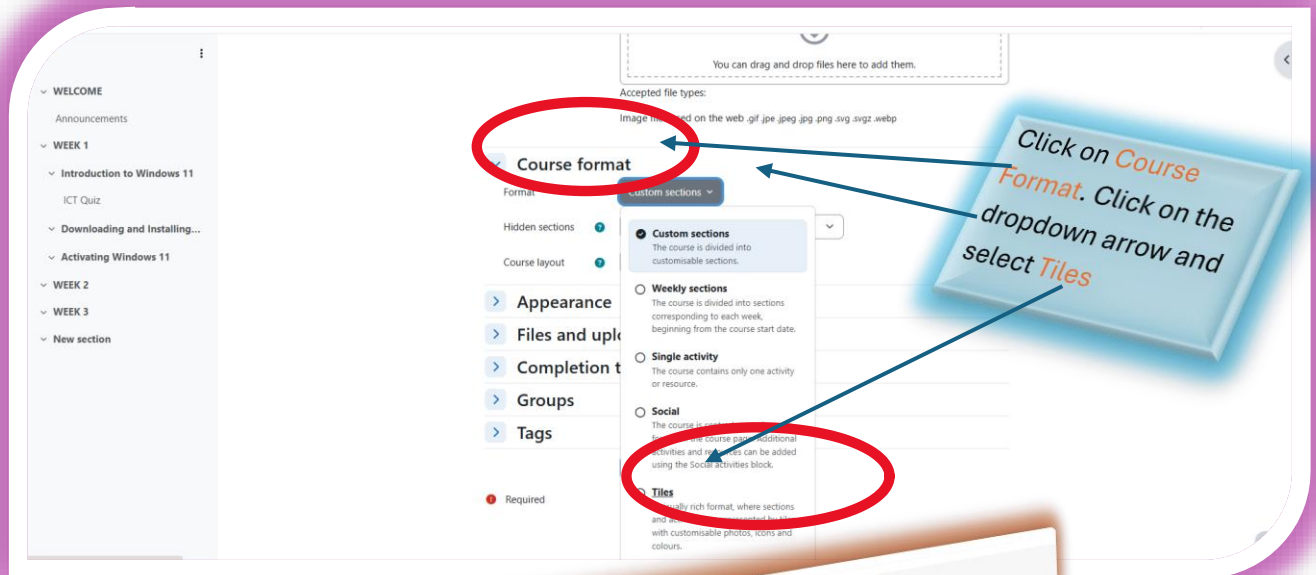 You can drag and drop files here to add them.
Accepted file types:
Image on the web .gif .jpe .jpeg .jpg .png .svg .svgz .webp
WELCOME
Announcements
WEEK 1
Introduction to Windows 11
ICT Quiz
Downloading and Installing...
Activating Windows 11
WEEK 2
WEEK 3
New section
Course format
Format
Custom sections
Hidden sections
Course layout
Custom sections
The course is divided into
customisable sections.
Weekly sections
The course is divided into sections
corresponding to each week,
beginning from the course start date.
Single activity
The course contains only one activity
or resource.
Social
The course is
the course page. Additional
activities and resources can be added
using the Social activities block.
Tiles
rich format, where sections
and
with customisable photos, icons and
colours.
Appearance
Files and uplo
Completion t
Groups
Tags
Required
Click on Course
Format. Click on the
dropdown arrow and
select Tiles